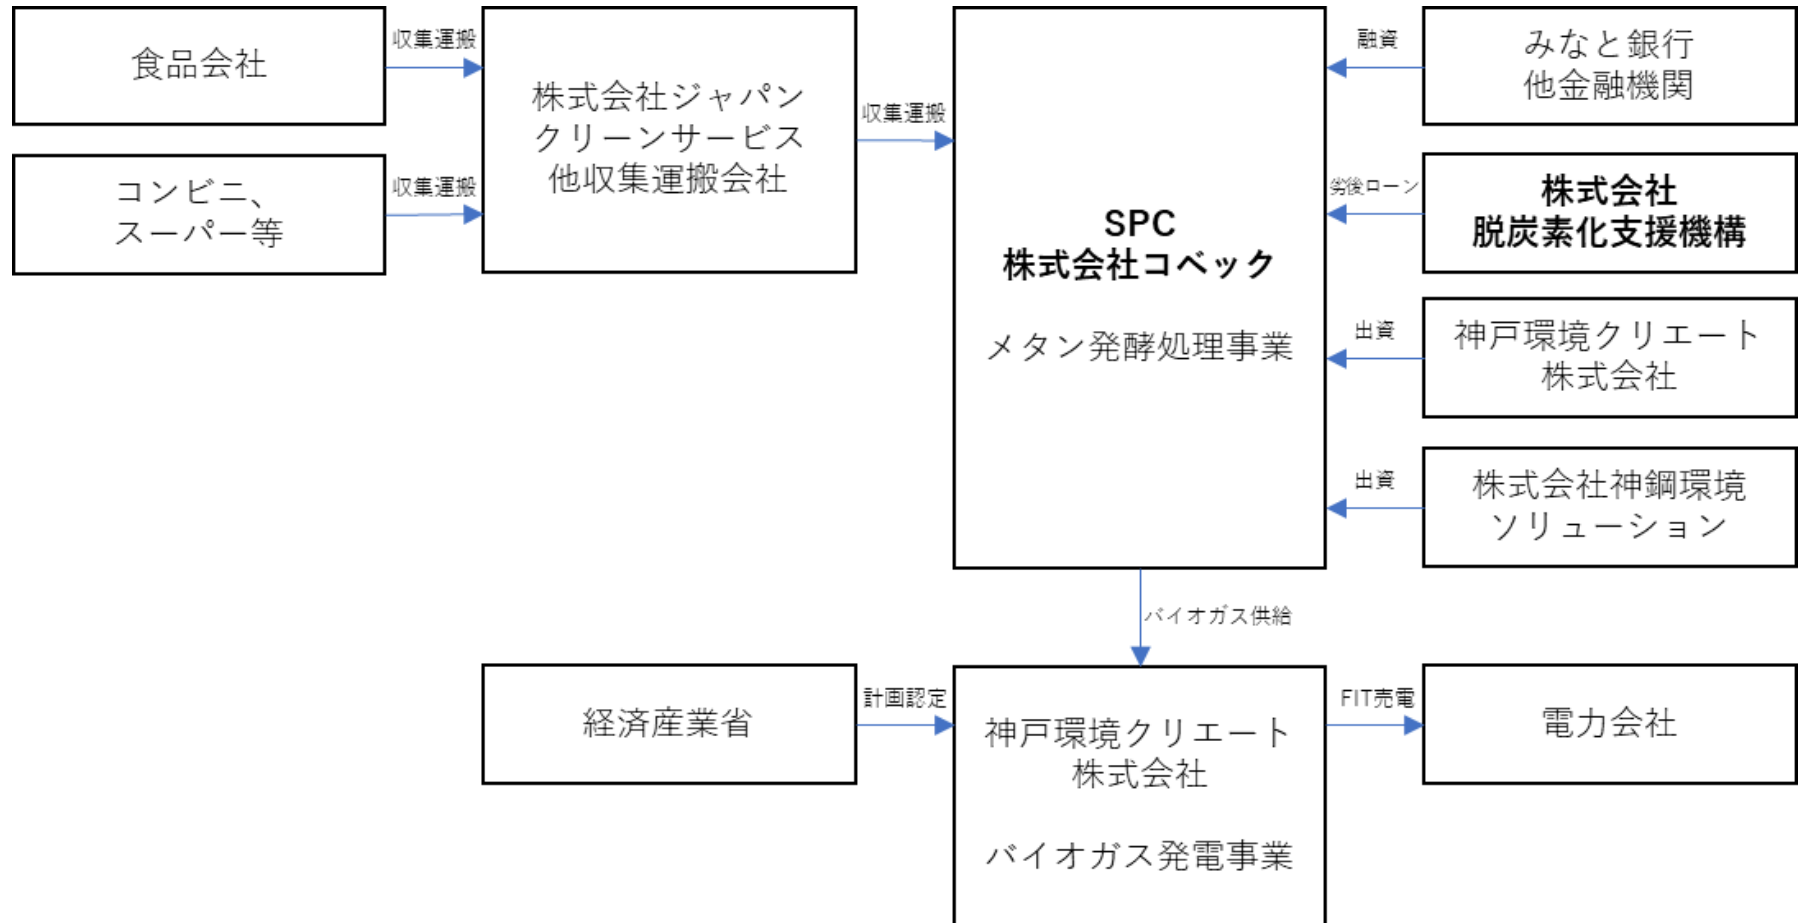 食品会社
収集運搬
コンビニ、
スーパー等
収集運搬
株式会社ジャパン
クリーンサービス
他収集運搬会社
収集運搬
SPC
株式会社コベック
メタン発酵処理事業
融資
みなと銀行
他金融機関
劣後ローン
株式会社
脱炭素化支援機構
出資
神戸環境クリエート
株式会社
出資
株式会社神鋼環境
ソリューション
バイオガス供給
経済産業省
計画認定
神戸環境クリエート
株式会社
バイオガス発電事業
FIT売電
電力会社